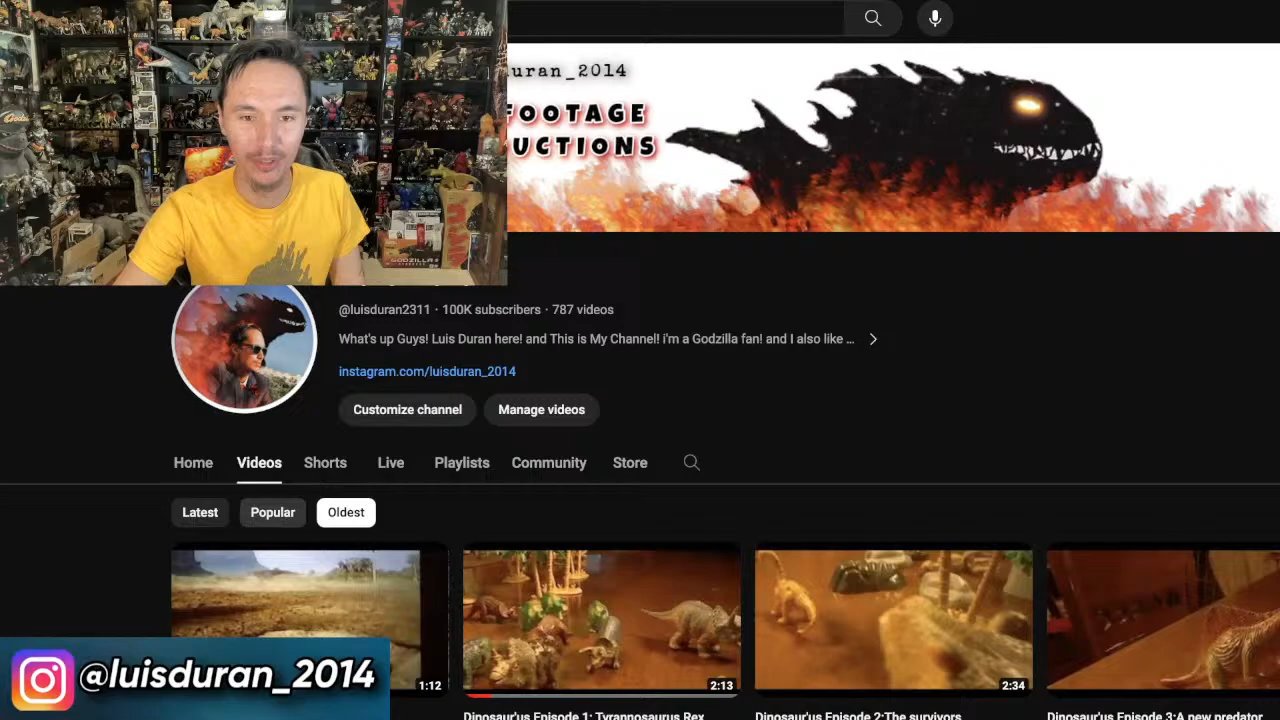 duran_2014
FOOTAGE
UCTIONS
GODZILLA
@luisduran2311 · 100K subscribers · 787 videos
What's up Guys! Luis Duran here! and This is My Channel! i'm a Godzilla fan! and I also like ...
instagram.com/luisduran_2014
Customize channel
Manage videos
Home
Videos
Shorts
Live
Playlists
Community
Store
Latest
Popular
Oldest
1:12
2:13
2:34
@luisduran_2014
Dinosaur'us Episode 1: Tyrannosaurus Rex
Dinosaur'us Episode 2:The survivors
Dinosaur'us Episode 3:A new predator